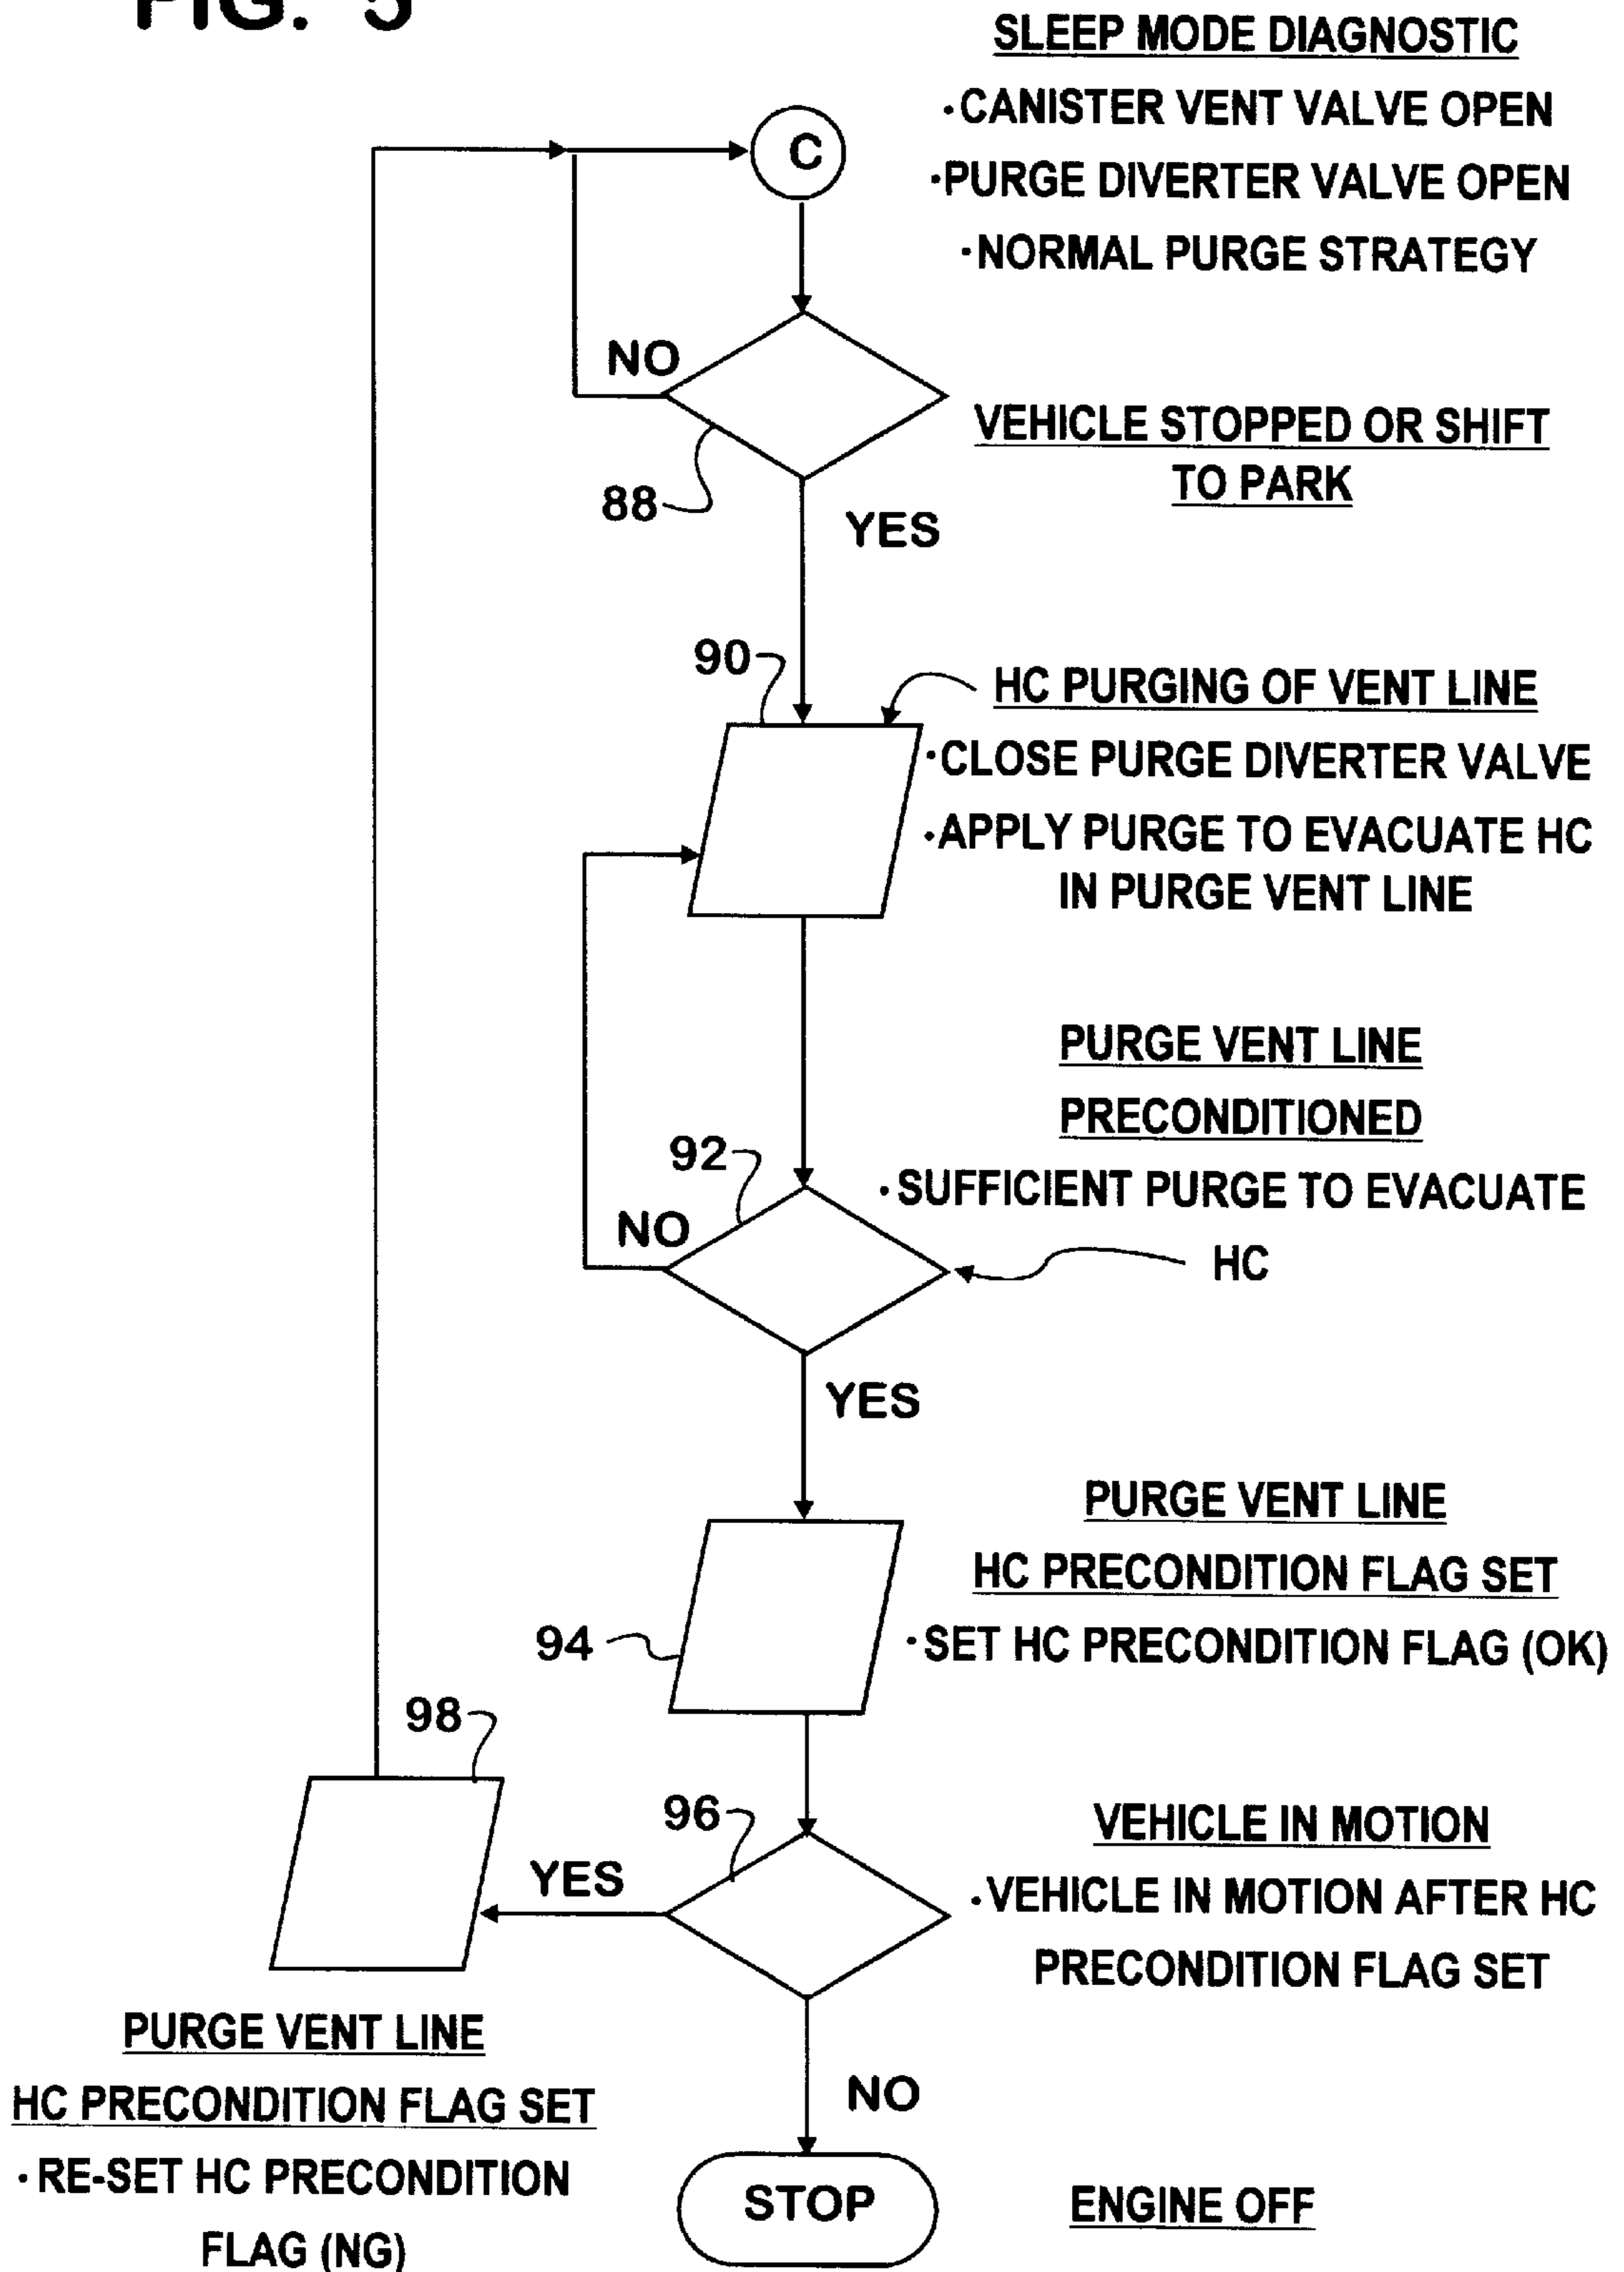 FIG. 5
SLEEP MODE DIAGNOSTIC
·CANISTER VENT VALVE OPEN
C
·PURGE DIVERTER VALVE OPEN
·NORMAL PURGE STRATEGY
NO
VEHICLE STOPPED OR SHIFT
TO PARK
88
YES
90
HC PURGING OF VENT LINE
·CLOSE PURGE DIVERTER VALVE
·APPLY PURGE TO EVACUATE HC
IN PURGE VENT LINE
PURGE VENT LINE
PRECONDITIONED
92
·SUFFICIENT PURGE TO EVACUATE
NO
HC
YES
PURGE VENT LINE
HC PRECONDITION FLAG SET
94
·SET HC PRECONDITION FLAG (OK)
98
96
VEHICLE IN MOTION
YES
·VEHICLE IN MOTION AFTER HC
PRECONDITION FLAG SET
PURGE VENT LINE
HC PRECONDITION FLAG SET
·RE-SET HC PRECONDITION
FLAG (NG)
NO
STOP
ENGINE OFF